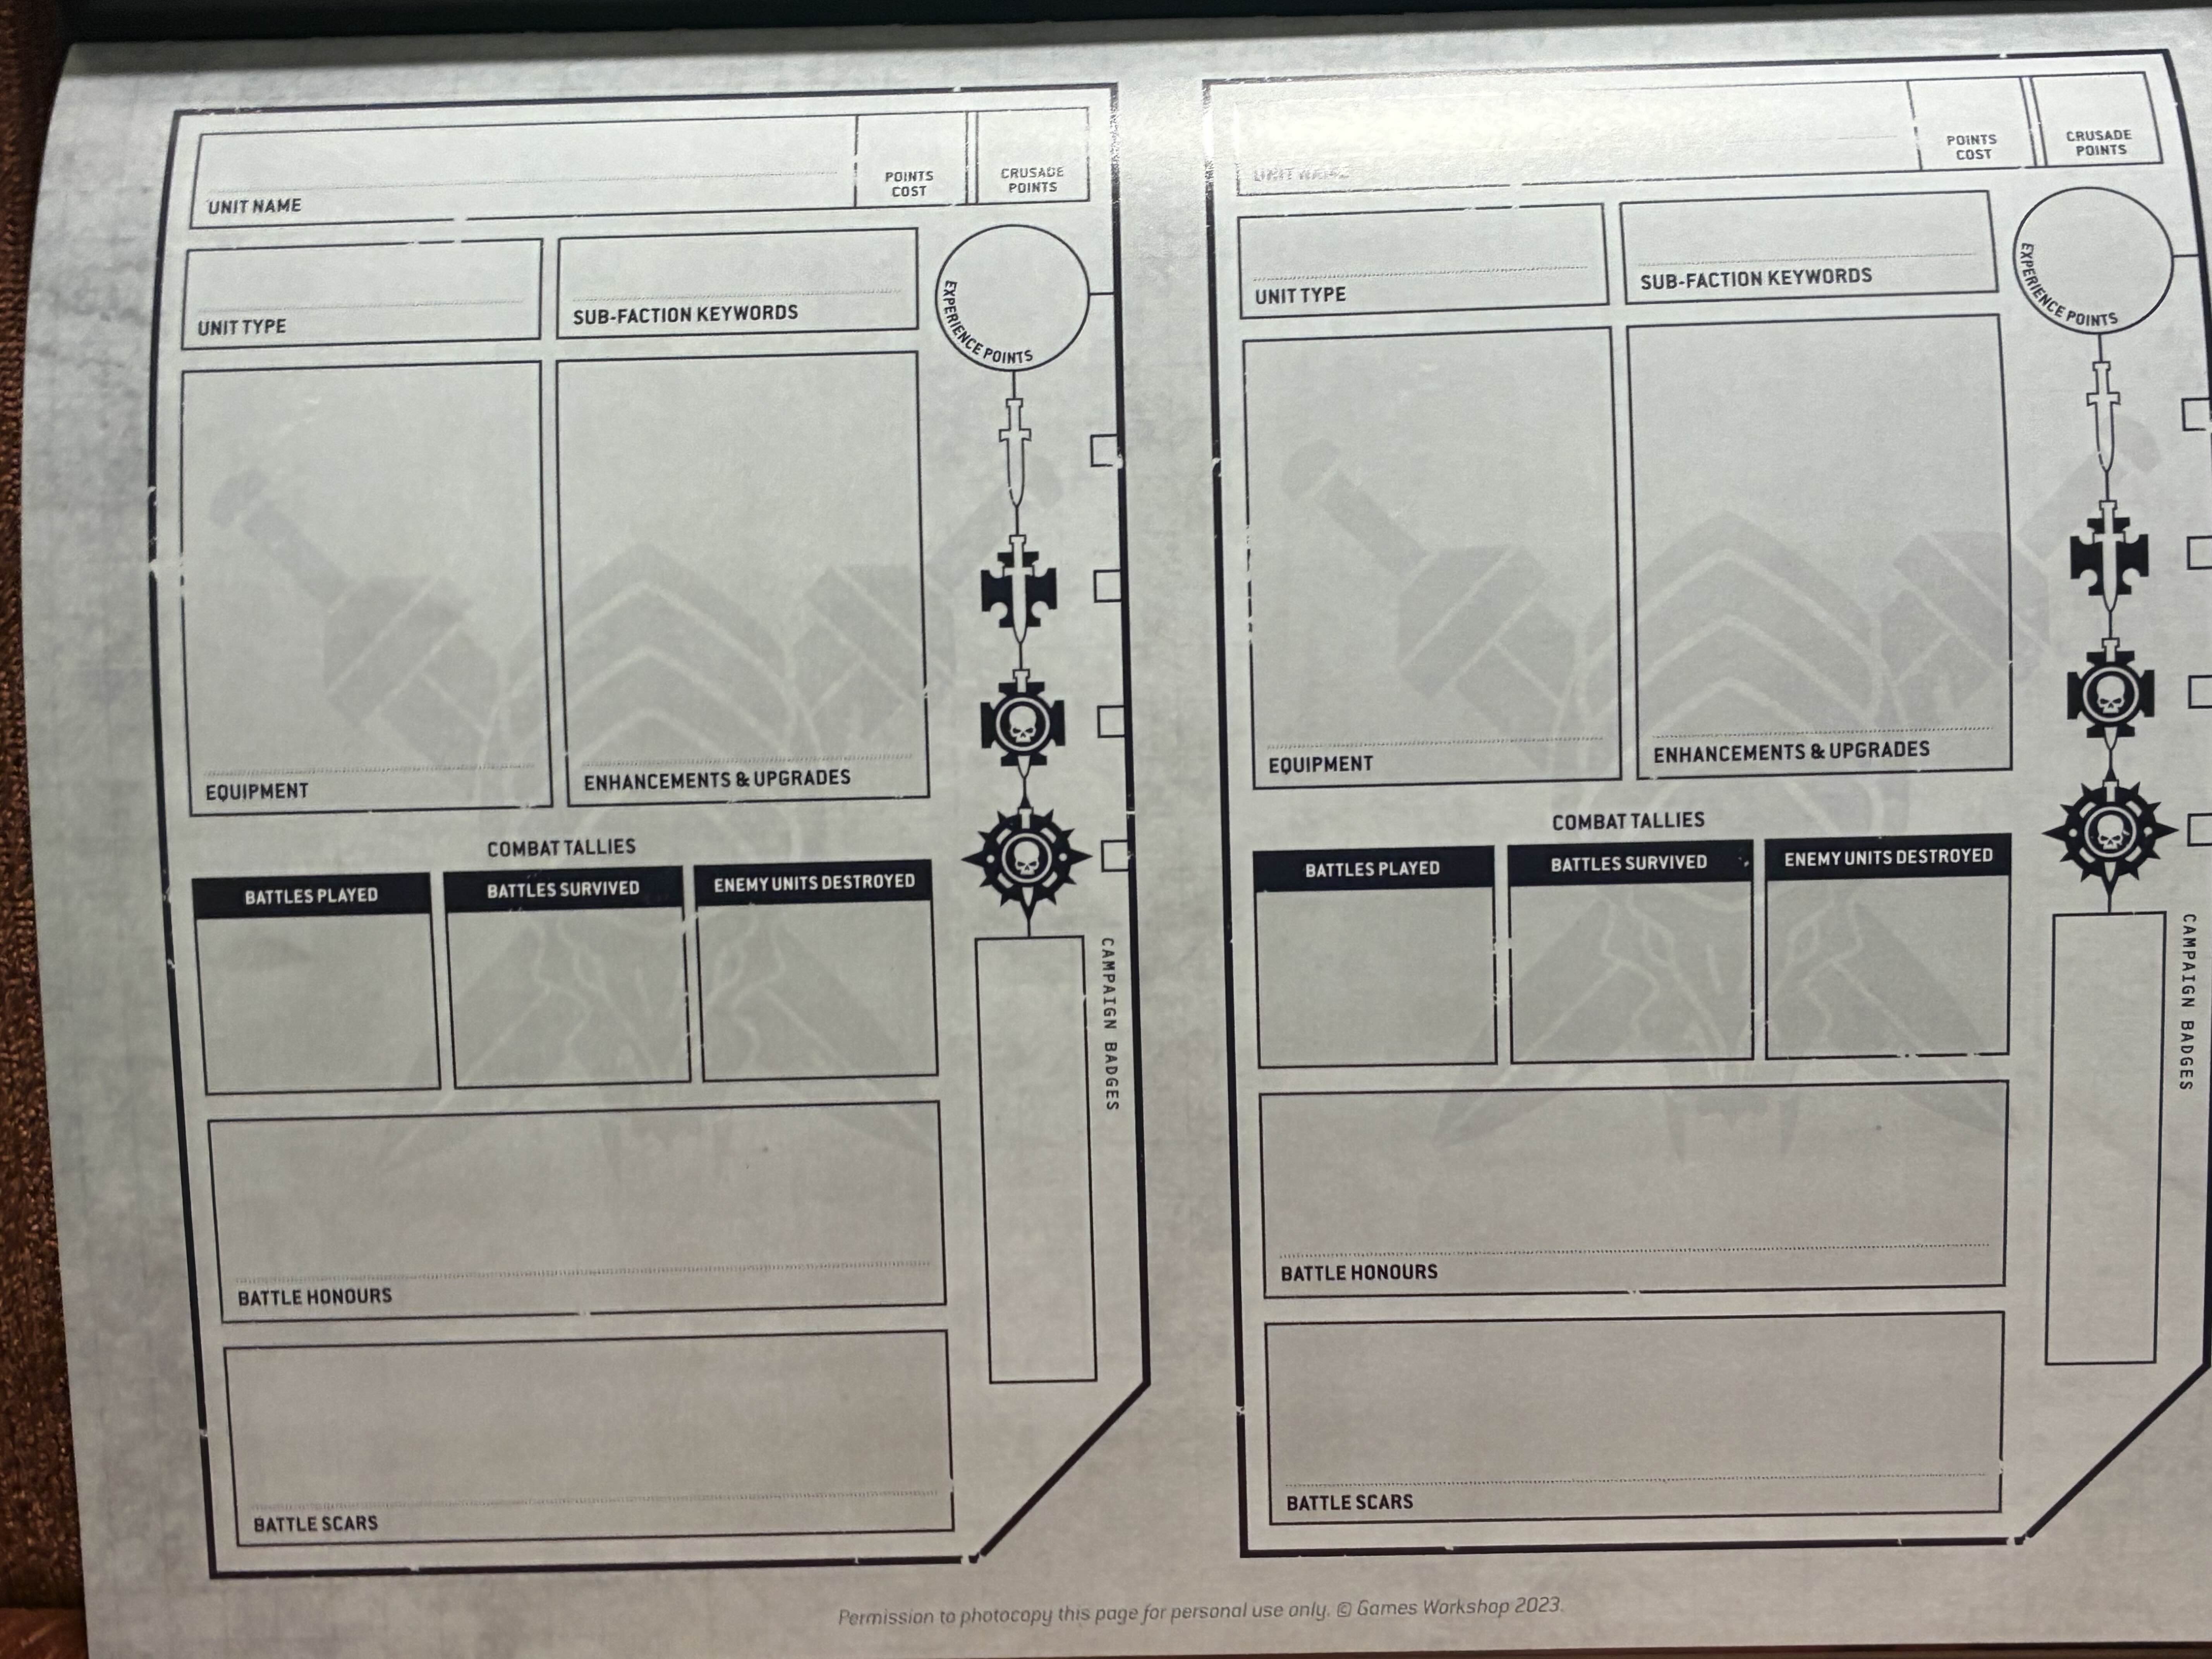 UNIT NAME
POINTS
COST
CRUSADE
POINTS
UNIT TYPE
SUB-FACTION KEYWORDS
EXPERIENCE POINTS
EQUIPMENT
ENHANCEMENTS & UPGRADES
COMBAT TALLIES
BATTLES PLAYED
BATTLES SURVIVED
ENEMY UNITS DESTROYED
CAMPAIGN BADGES
BATTLE HONOURS
BATTLE SCARS
UNIT NAME
POINTS
COST
CRUSADE
POINTS
UNIT TYPE
SUB-FACTION KEYWORDS
EXPERIENCE POINTS
EQUIPMENT
ENHANCEMENTS & UPGRADES
COMBAT TALLIES
BATTLES PLAYED
BATTLES SURVIVED
ENEMY UNITS DESTROYED
CAMPAIGN BADGES
BATTLE HONOURS
BATTLE SCARS
Permission to photocopy this page for personal use only. © Games Workshop 2023.